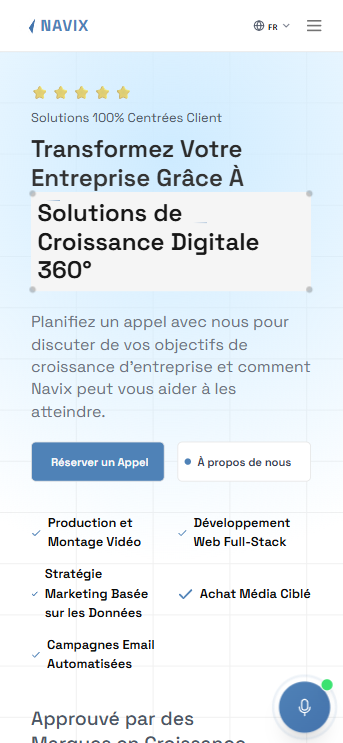 NAVIX
FR
Solutions 100% Centrées Client
Transformez Votre
Entreprise Grâce À
Solutions de
Croissance Digitale
360°
Planifiez un appel avec nous pour
discuter de vos objectifs de
croissance d'entreprise et comment
Navix peut vous aider à les
atteindre.
Réserver un Appel
À propos de nous
Production et
Montage Vidéo
Développement
Web Full-Stack
Stratégie
Marketing Basée
sur les Données
Achat Média Ciblé
Campagnes Email
Automatisées
Approuvé par des
Marques en Croissance